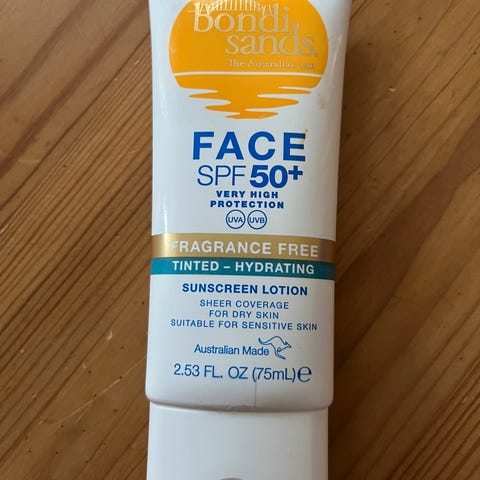 Bondi
sands
The Australian Tan
FACE
SPF 50+
VERY HIGH
PROTECTION
UVA UVB
FRAGRANCE FREE
TINTED – HYDRATING
SUNSCREEN LOTION
SHEER COVERAGE
FOR DRY SKIN
SUITABLE FOR SENSITIVE SKIN
Australian Made
2.53 FL. OZ (75mL)℮